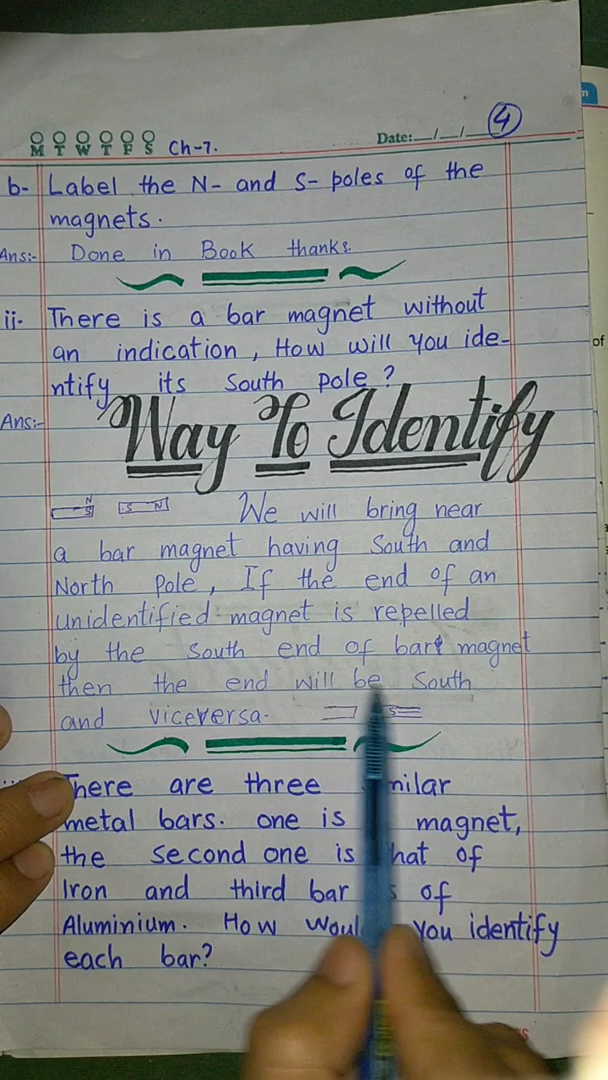 4
M T W T F S Ch-7. Date:__/__/__
b- Label the N- and S- poles of the
magnets.
Ans:- Done in Book thanks.
ii- There is a bar magnet without
an indication, How will you ide-
ntify its South pole?
Ans:- Way To Identify
N
S S N We will bring near
a bar magnet having South and
North Pole, If the end of an
unidentified magnet is repelled
by the South end of bar magnet
then the end will be South
and viceversa. S
There are three milar
metal bars. one is magnet,
the second one is hat of
Iron and third bar s of
Aluminium. How woul you identify
each bar?
n
of